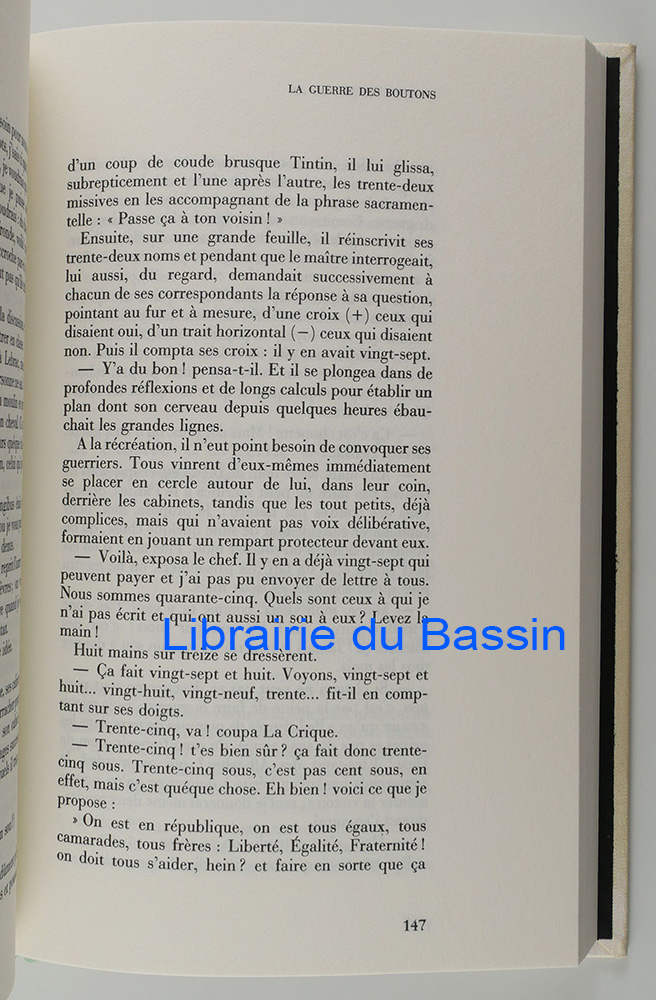 LA GUERRE DES BOUTONS
d'un coup de coude brusque Tintin, il lui glissa,
subrepticement et l'une après l'autre, les trente-deux
missives en les accompagnant de la phrase sacramen-
telle : « Passe ça à ton voisin ! »
Ensuite, sur une grande feuille, il réinscrivit ses
trente-deux noms et pendant que le maître interrogeait,
lui aussi, du regard, demandait successivement à
chacun de ses correspondants la réponse à sa question,
pointant au fur et à mesure, d'une croix (+) ceux qui
disaient oui, d'un trait horizontal (—) ceux qui disaient
non. Puis il compta ses croix : il y en avait vingt-sept.
— Y'a du bon ! pensa-t-il. Et il se plongea dans de
profondes réflexions et de longs calculs pour établir un
plan dont son cerveau depuis quelques heures ébau-
chait les grandes lignes.
A la récréation, il n'eut point besoin de convoquer ses
guerriers. Tous vinrent d'eux-mêmes immédiatement
se placer en cercle autour de lui, dans leur coin,
derrière les cabinets, tandis que les tout petits, déjà
complices, mais qui n'avaient pas voix délibérative,
formaient en jouant un rempart protecteur devant eux.
— Voilà, exposa le chef. Il y en a déjà vingt-sept qui
peuvent payer et j'ai pas pu envoyer de lettre à tous.
Nous sommes quarante-cinq. Quels sont ceux à qui je
n'ai pas écrit et qui ont aussi un sou à eux ? Levez la
main !
Librairie du Bassin
Huit mains sur treize se dressèrent.
— Ça fait vingt-sept et huit. Voyons, vingt-sept et
huit... vingt-huit, vingt-neuf, trente... fit-il en comp-
tant sur ses doigts.
— Trente-cinq, va ! coupa La Crique.
— Trente-cinq ! t'es bien sûr ? ça fait donc trente-
cinq sous. Trente-cinq sous, c'est pas cent sous, en
effet, mais c'est quéque chose. Eh bien ! voici ce que je
propose :
» On est en république, on est tous égaux, tous
camarades, tous frères : Liberté, Égalité, Fraternité !
on doit tous s'aider, hein ? et faire en sorte que ça
147